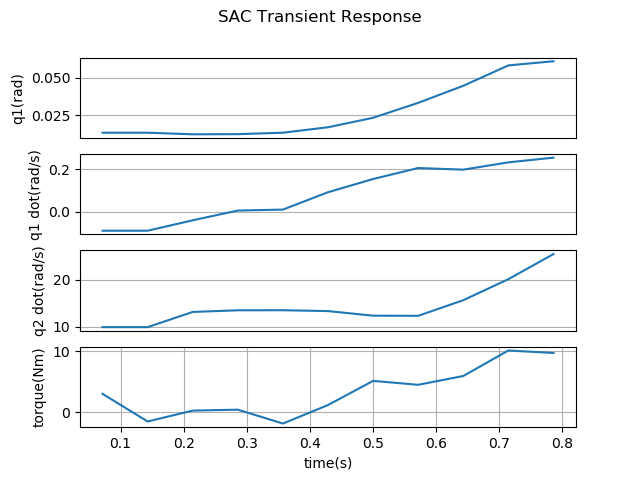 SAC Transient Response
q1(rad)
0.050
0.025
q1 dot(rad/s)
0.2
0.0
q2 dot(rad/s)
20
10
torque(Nm)
10
0
0.1 0.2 0.3 0.4 0.5 0.6 0.7 0.8
time(s)